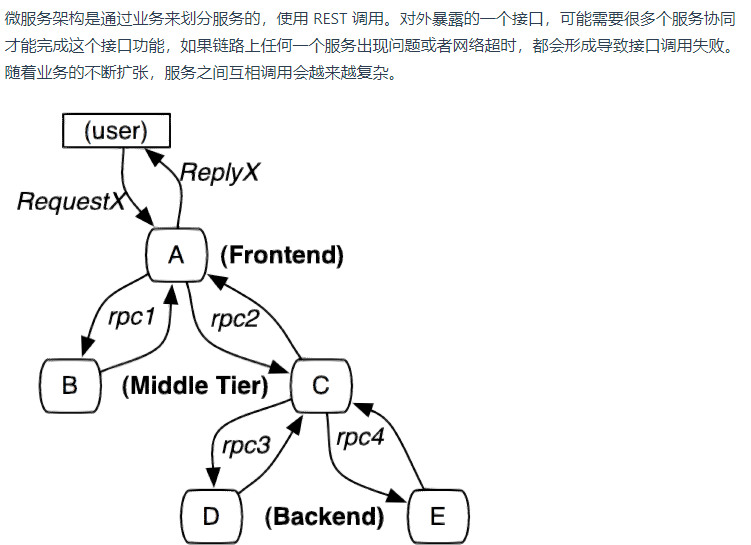 微服务架构是通过业务来划分服务的，使用 REST 调用。对外暴露的一个接口，可能需要很多个服务协同
才能完成这个接口功能，如果链路上任何一个服务出现问题或者网络超时，都会形成导致接口调用失败。
随着业务的不断扩张，服务之间互相调用会越来越复杂。
(user)
ReplyX
RequestX
A (Frontend)
rpc1 rpc2
B (Middle Tier) C
rpc3 rpc4
D (Backend) E